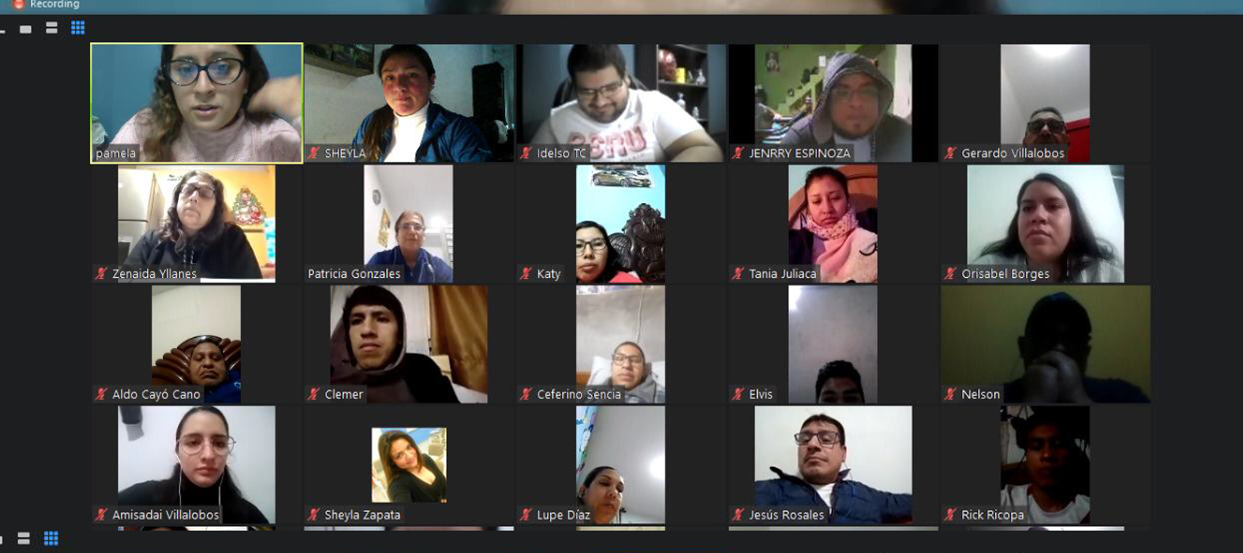 Recording
pamela
SHEYLA
Idelso TC
JENRRY ESPINOZA
Gerardo Villalobos
PERU
Zenaida Yllanes
Patricia Gonzales
Katy
Tania Juliaca
Orisabel Borges
Aldo Cayó Cano
Clemer
Ceferino Sencia
Elvis
Nelson
Amisadai Villalobos
Sheyla Zapata
Lupe Díaz
Jesús Rosales
Rick Ricopa